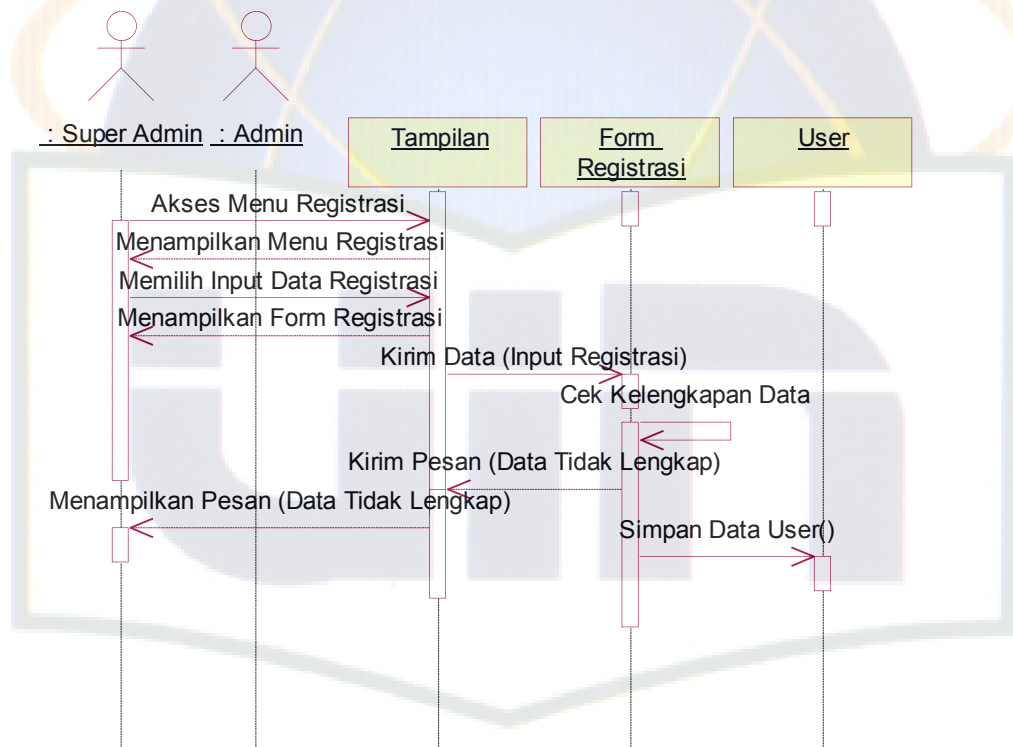 : Super Admin
: Admin
Tampilan
Form
Registrasi
User
Akses Menu Registrasi
Menampilkan Menu Registrasi
Memilih Input Data Registrasi
Menampilkan Form Registrasi
Kirim Data (Input Registrasi)
Cek Kelengkapan Data
Kirim Pesan (Data Tidak Lengkap)
Menampilkan Pesan (Data Tidak Lengkap)
Simpan Data User()
uin